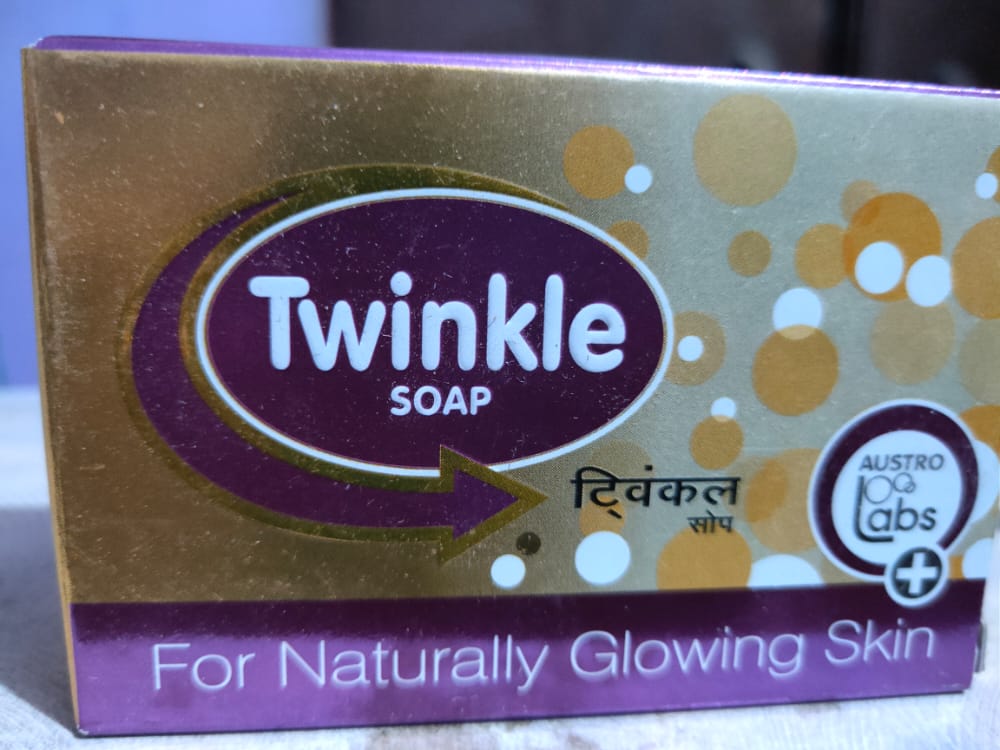 Twinkle
SOAP
ट्विंकल
सोप
AUSTRO
Labs
For Naturally Glowing Skin